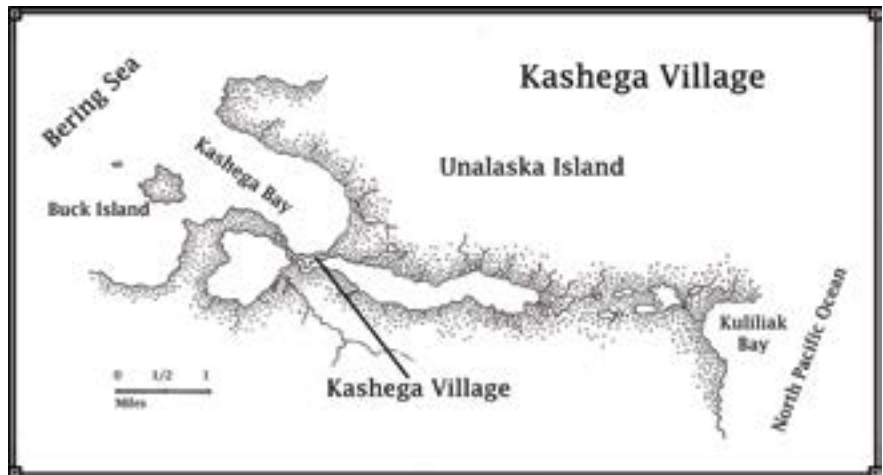 Kashega Village
Bering Sea
Kashega Bay
Unalaska Island
Buck Island
Kuliliak
Bay
North Pacific Ocean
0 1/2 1
Miles
Kashega Village